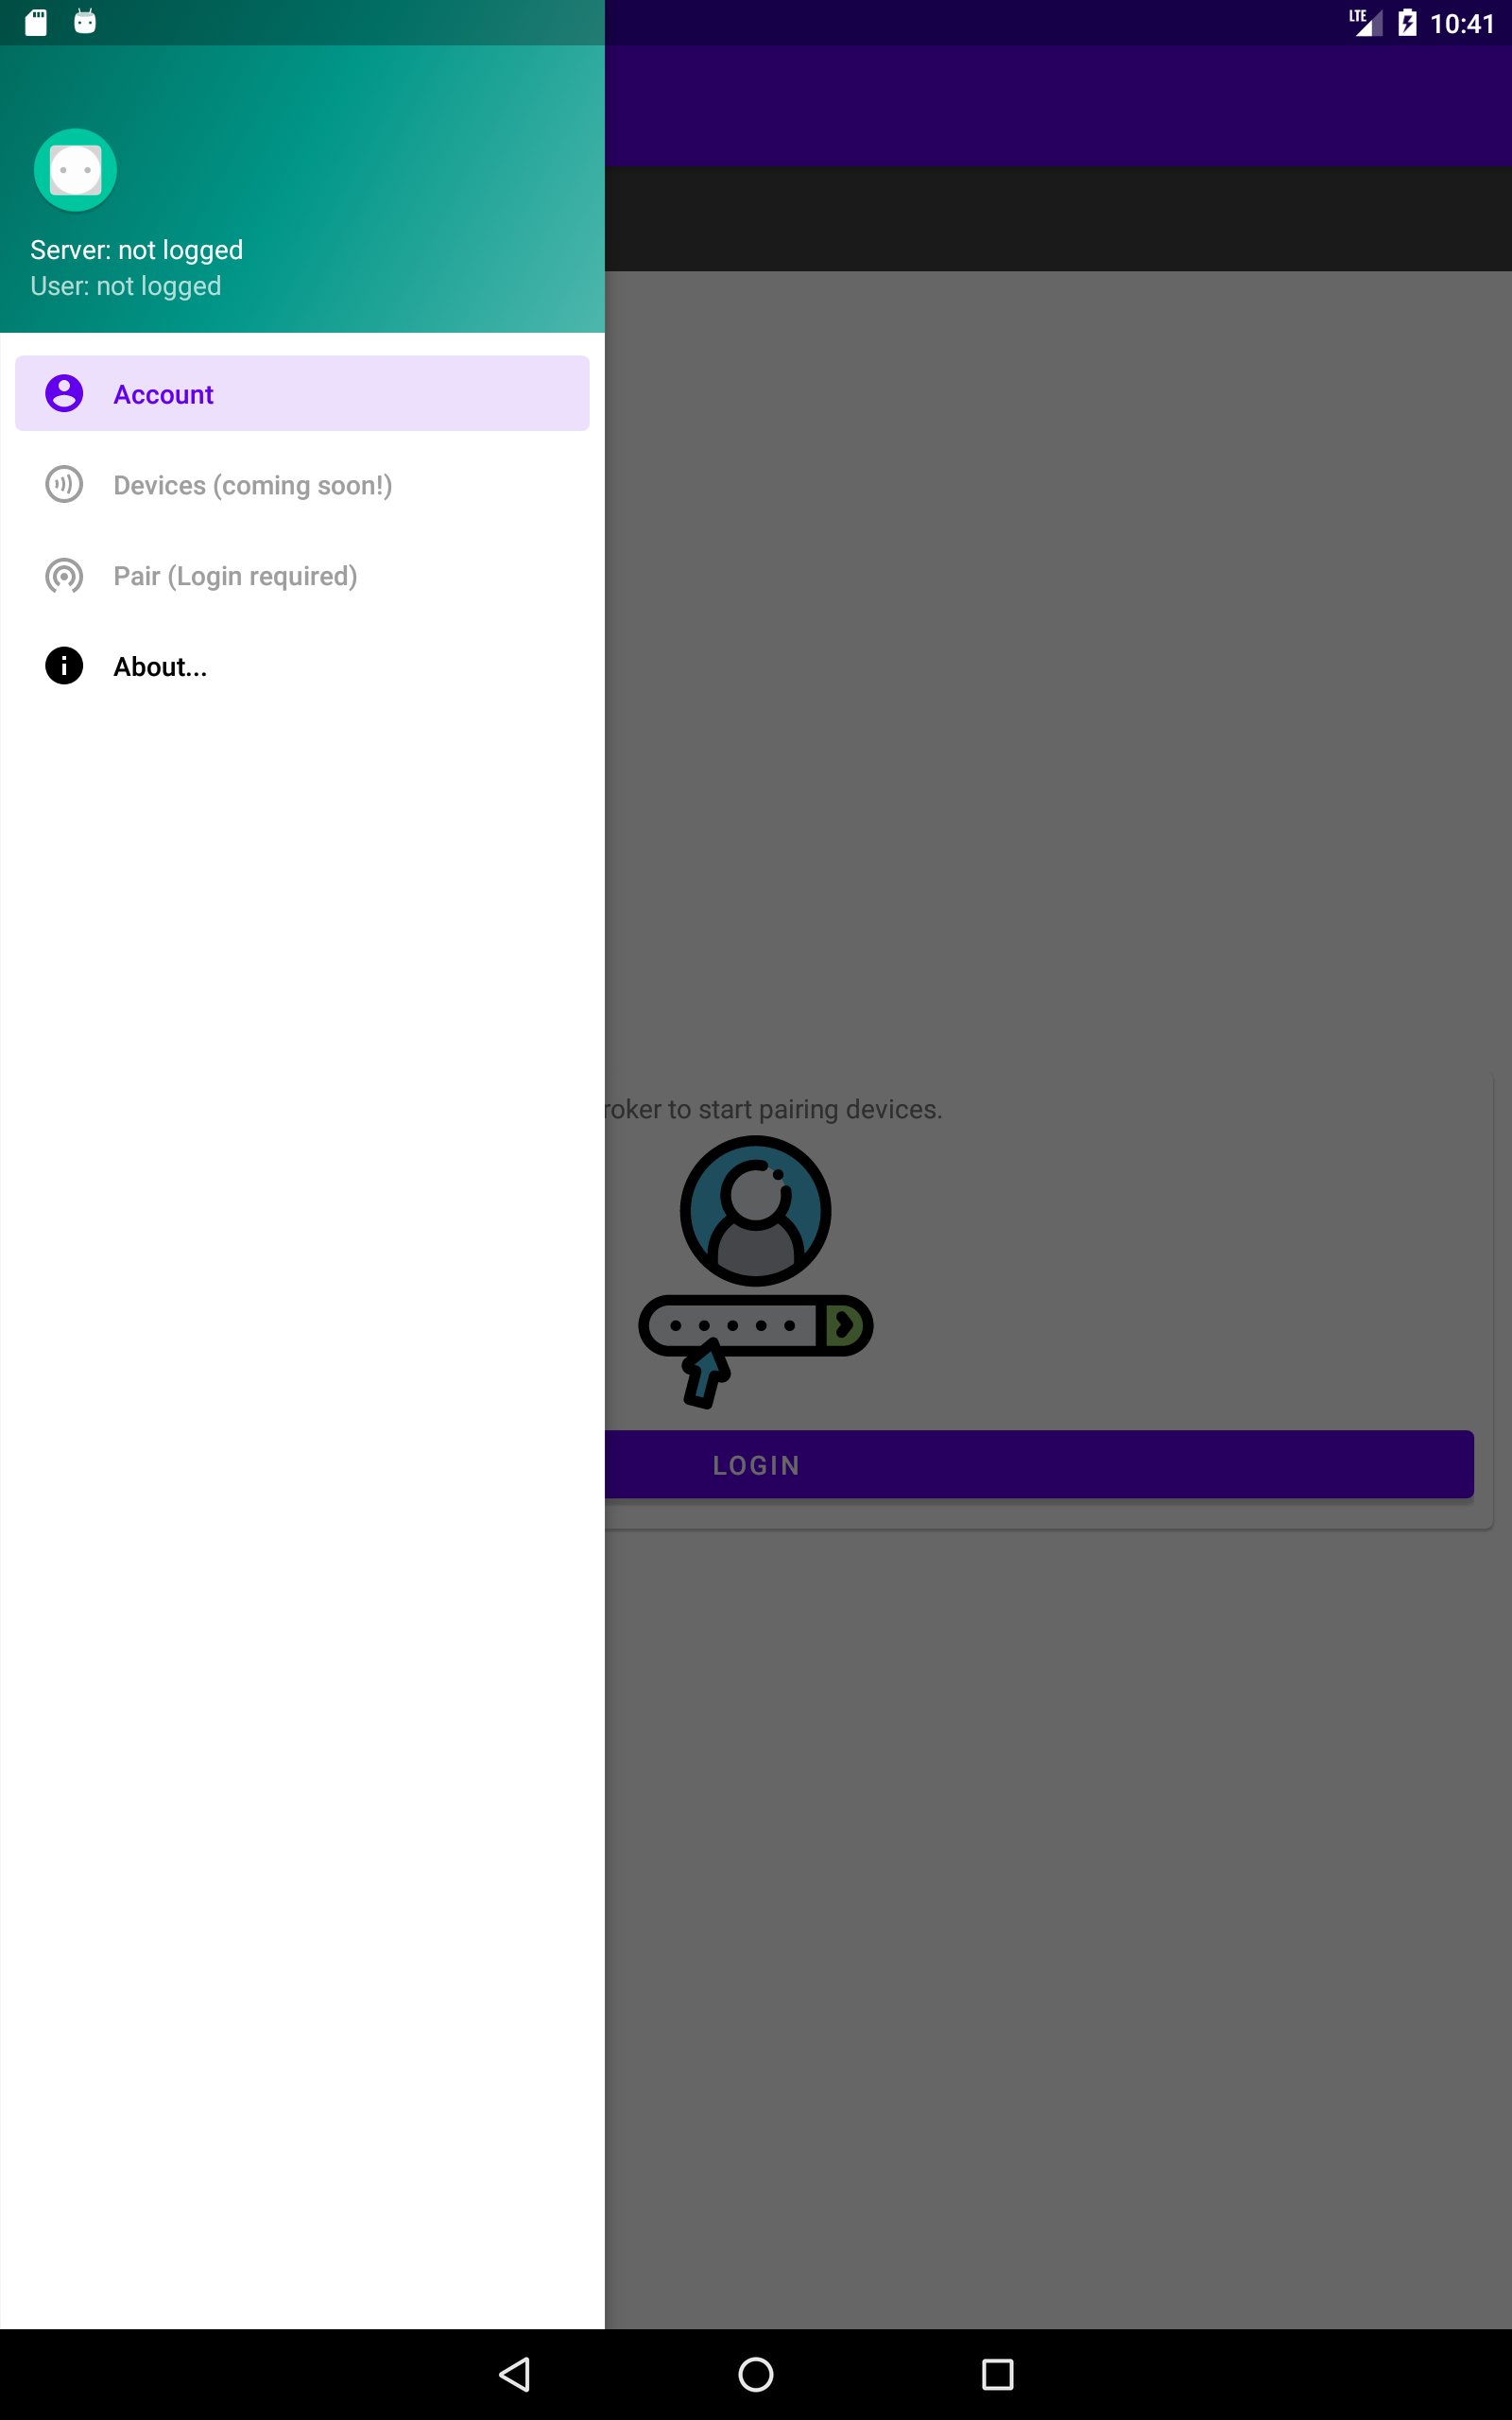 LTE 10:41
Server: not logged
User: not logged
Account
Devices (coming soon!)
Pair (Login required)
About...
to start pairing devices.
LOGIN